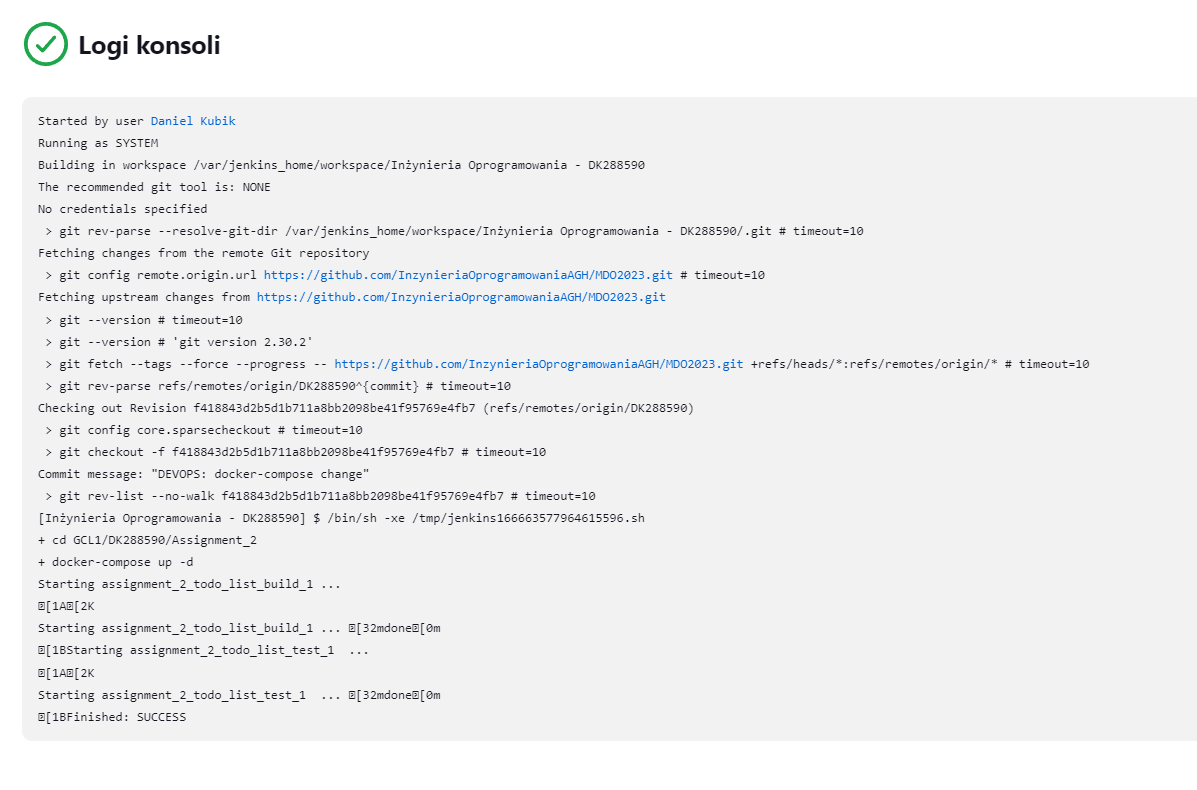 Logi konsoli
Started by user Daniel Kubik
Running as SYSTEM
Building in workspace /var/jenkins_home/workspace/Inżynieria Oprogramowania - DK288590
The recommended git tool is: NONE
No credentials specified
 > git rev-parse --resolve-git-dir /var/jenkins_home/workspace/Inżynieria Oprogramowania - DK288590/.git # timeout=10
Fetching changes from the remote Git repository
 > git config remote.origin.url https://github.com/InzynieriaOprogramowaniaAGH/MDO2023.git # timeout=10
Fetching upstream changes from https://github.com/InzynieriaOprogramowaniaAGH/MDO2023.git
 > git --version # timeout=10
 > git --version # 'git version 2.30.2'
 > git fetch --tags --force --progress -- https://github.com/InzynieriaOprogramowaniaAGH/MDO2023.git +refs/heads/*:refs/remotes/origin/* # timeout=10
 > git rev-parse refs/remotes/origin/DK288590^{commit} # timeout=10
Checking out Revision f418843d2b5d1b711a8bb2098be41f95769e4fb7 (refs/remotes/origin/DK288590)
 > git config core.sparsecheckout # timeout=10
 > git checkout -f f418843d2b5d1b711a8bb2098be41f95769e4fb7 # timeout=10
Commit message: "DEVOPS: docker-compose change"
 > git rev-list --no-walk f418843d2b5d1b711a8bb2098be41f95769e4fb7 # timeout=10
[Inżynieria Oprogramowania - DK288590] $ /bin/sh -xe /tmp/jenkins166663577964615596.sh
+ cd GCL1/DK288590/Assignment_2
+ docker-compose up -d
Starting assignment_2_todo_list_build_1 ...
[1A[2K
Starting assignment_2_todo_list_build_1 ... [32mdone[0m
[1BStarting assignment_2_todo_list_test_1  ...
[1A[2K
Starting assignment_2_todo_list_test_1  ... [32mdone[0m
[1BFinished: SUCCESS